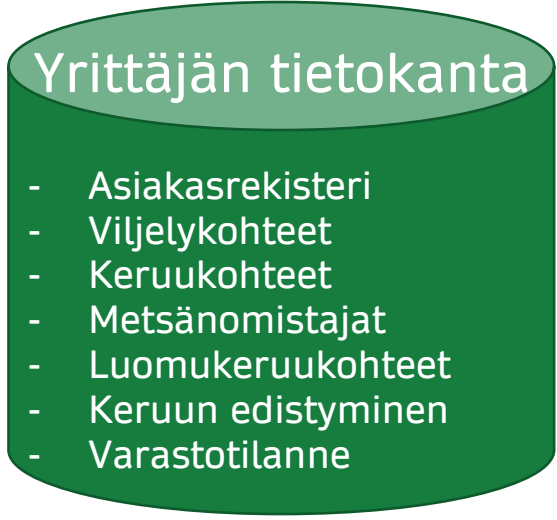 Yrittäjän tietokanta
- Asiakasrekisteri
- Viljelykohteet
- Keruukohteet
- Metsänomistajat
- Luomukeruukohteet
- Keruun edistyminen
- Varastotilanne